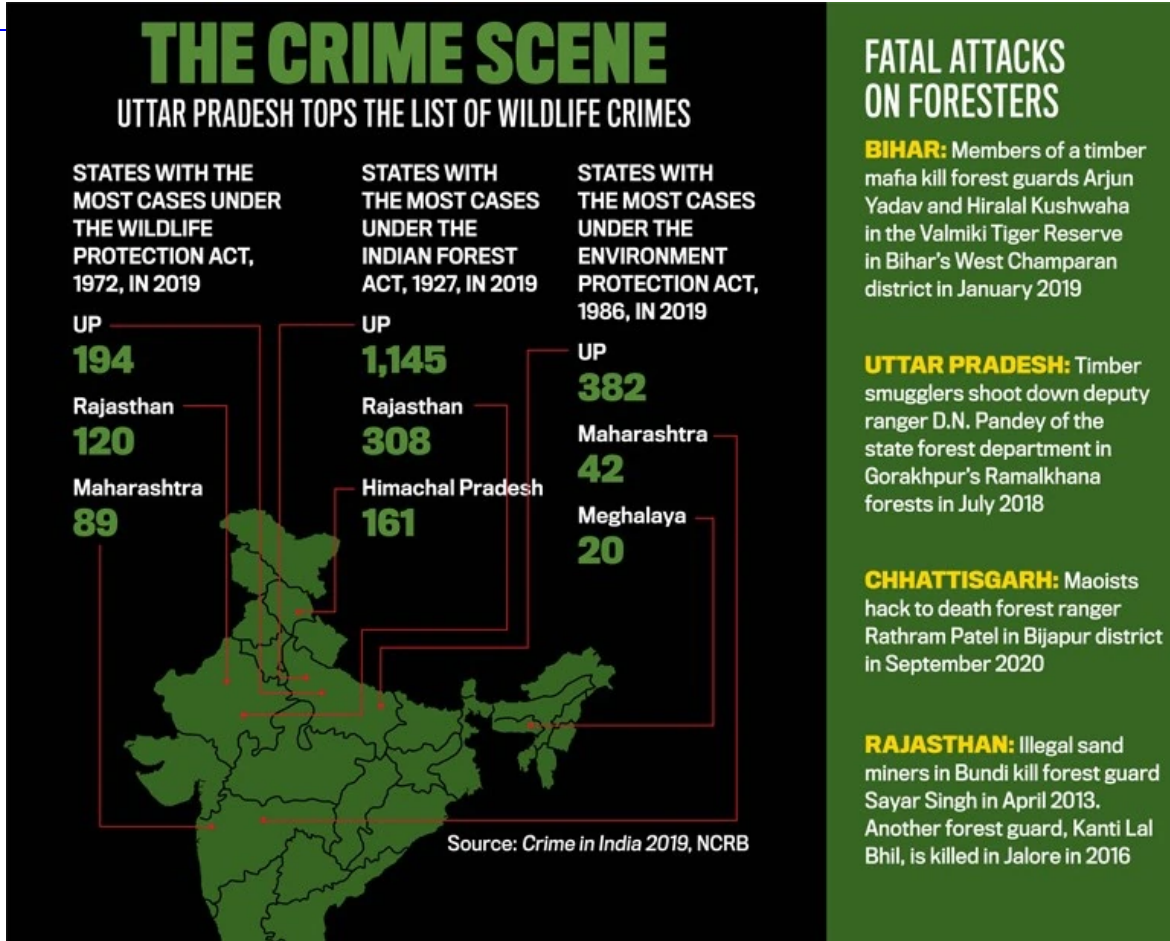 THE CRIME SCENE
UTTAR PRADESH TOPS THE LIST OF WILDLIFE CRIMES
STATES WITH THE
MOST CASES UNDER
THE WILDLIFE
PROTECTION ACT,
1972, IN 2019
UP
194
Rajasthan
120
Maharashtra
89
STATES WITH
THE MOST CASES
UNDER THE
INDIAN FOREST
ACT, 1927, IN 2019
UP
1,145
Rajasthan
308
Himachal Pradesh
161
STATES WITH
THE MOST CASES
UNDER THE
ENVIRONMENT
PROTECTION ACT,
1986, IN 2019
UP
382
Maharashtra
42
Meghalaya
20
Source: Crime in India 2019, NCRB
FATAL ATTACKS
ON FORESTERS
BIHAR: Members of a timber
mafia kill forest guards Arjun
Yadav and Hiralal Kushwaha
in the Valmiki Tiger Reserve
in Bihar's West Champaran
district in January 2019
UTTAR PRADESH: Timber
smugglers shoot down deputy
ranger D.N. Pandey of the
state forest department in
Gorakhpur's Ramalkhana
forests in July 2018
CHHATTISGARH: Maoists
hack to death forest ranger
Rathram Patel in Bijapur district
in September 2020
RAJASTHAN: Illegal sand
miners in Bundi kill forest guard
Sayar Singh in April 2013.
Another forest guard, Kanti Lal
Bhil, is killed in Jalore in 2016